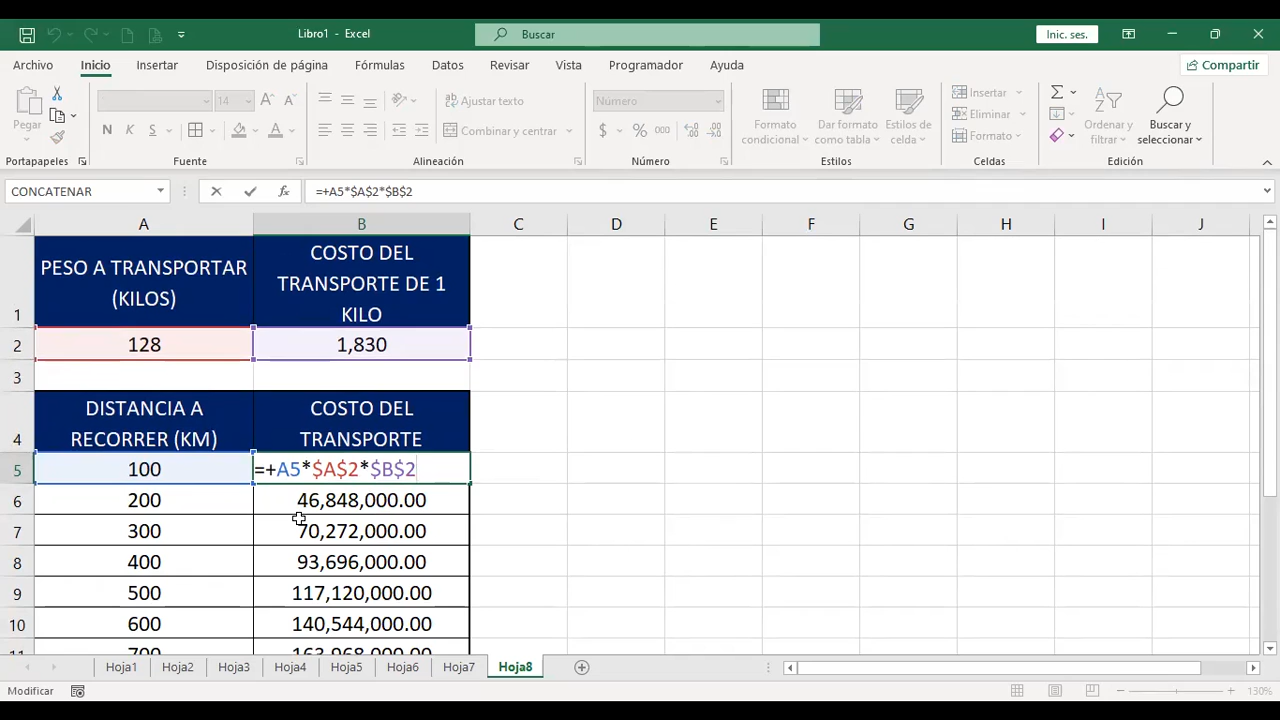 Libro1 - Excel
Buscar
Inic. ses.
Archivo Inicio Insertar Disposición de página Fórmulas Datos Revisar Vista Programador Ayuda
Compartir
Pegar
14
A A
N K S
A
Ajustar texto
Combinar y centrar
Número
$ % 000
Formato condicional
Dar formato como tabla
Estilos de celda
Insertar
Eliminar
Formato
Ordenar y filtrar
Buscar y seleccionar
Portapapeles Fuente Alineación Número Estilos Celdas Edición
CONCATENAR
fx
=+A5*$A$2*$B$2
A B C D E F G H I J
1
PESO A TRANSPORTAR
(KILOS)
COSTO DEL
TRANSPORTE DE 1
KILO
2 128 1,830
3
4
DISTANCIA A
RECORRER (KM)
COSTO DEL
TRANSPORTE
5 100 =+A5*$A$2*$B$2
6 200 46,848,000.00
7 300 70,272,000.00
8 400 93,696,000.00
9 500 117,120,000.00
10 600 140,544,000.00
11 700 163,968,000.00
Hoja1 Hoja2 Hoja3 Hoja4 Hoja5 Hoja6 Hoja7 Hoja8
Modificar
130%